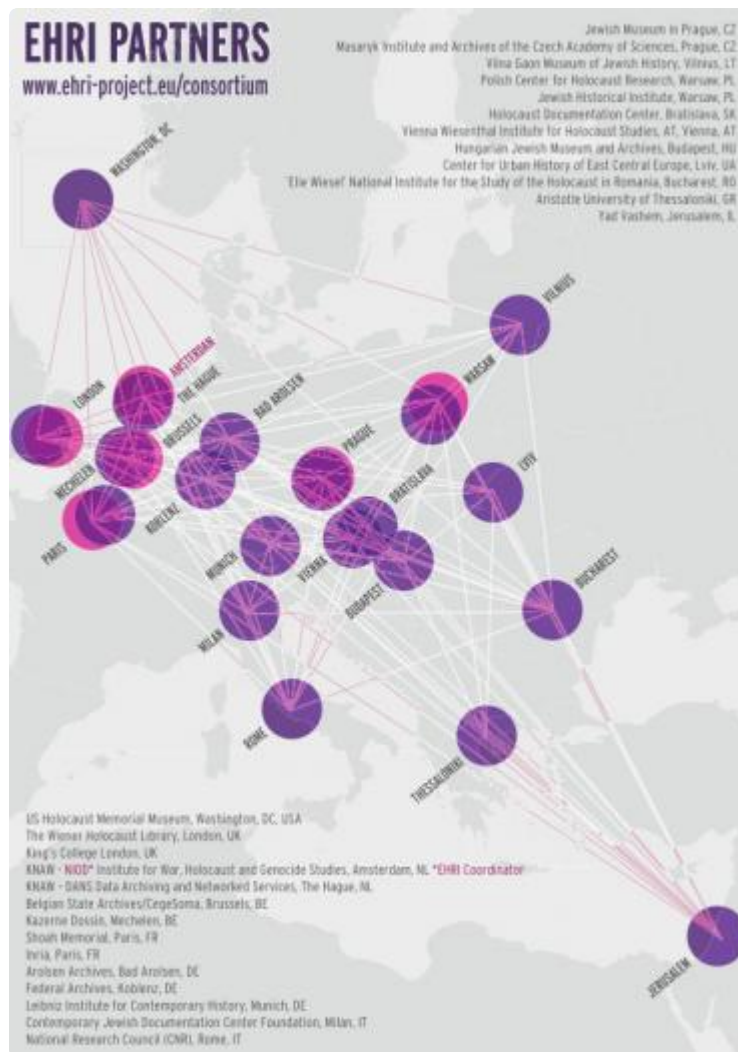 EHRI PARTNERS
www.ehri-project.eu/consortium
Jewish Museum in Prague, CZ
Masaryk Institute and Archives of the Czech Academy of Sciences, Prague, CZ
Vilna Gaon Museum of Jewish History, Vilnius, LT
Polish Center for Holocaust Research, Warsaw, PL
Jewish Historical Institute, Warsaw, PL
Holocaust Documentation Center, Bratislava, SK
Vienna Wiesenthal Institute for Holocaust Studies, AT, Vienna, AT
Hungarian Jewish Museum and Archives, Budapest, HU
Center for Urban History of East Central Europe, Lviv, UA
'Elie Wiesel' National Institute for the Study of the Holocaust in Romania, Bucharest, RO
Aristotle University of Thessaloniki, GR
Yad Vashem, Jerusalem, IL
WASHINGTON, DC
VILNIUS
AMSTERDAM
THE HAGUE
LONDON
BAD AROLSEN
WARSAW
BRUSSELS
PRAGUE
MECHELEN
LVIV
BRATISLAVA
KOBLENZ
PARIS
MUNICH
VIENNA
BUCHAREST
BUDAPEST
MILAN
ROME
THESSALONIKI
JERUSALEM
US Holocaust Memorial Museum, Washington, DC, USA
The Wiener Holocaust Library, London, UK
King's College London, UK
KNAW - NIOD* Institute for War, Holocaust and Genocide Studies, Amsterdam, NL *EHRI Coordinator
KNAW - DANS Data Archiving and Networked Services, The Hague, NL
Belgian State Archives/CegeSoma, Brussels, BE
Kazerne Dossin, Mechelen, BE
Shoah Memorial, Paris, FR
Inria, Paris, FR
Arolsen Archives, Bad Arolsen, DE
Federal Archives, Koblenz, DE
Leibniz Institute for Contemporary History, Munich, DE
Contemporary Jewish Documentation Center Foundation, Milan, IT
National Research Council (CNR), Rome, IT